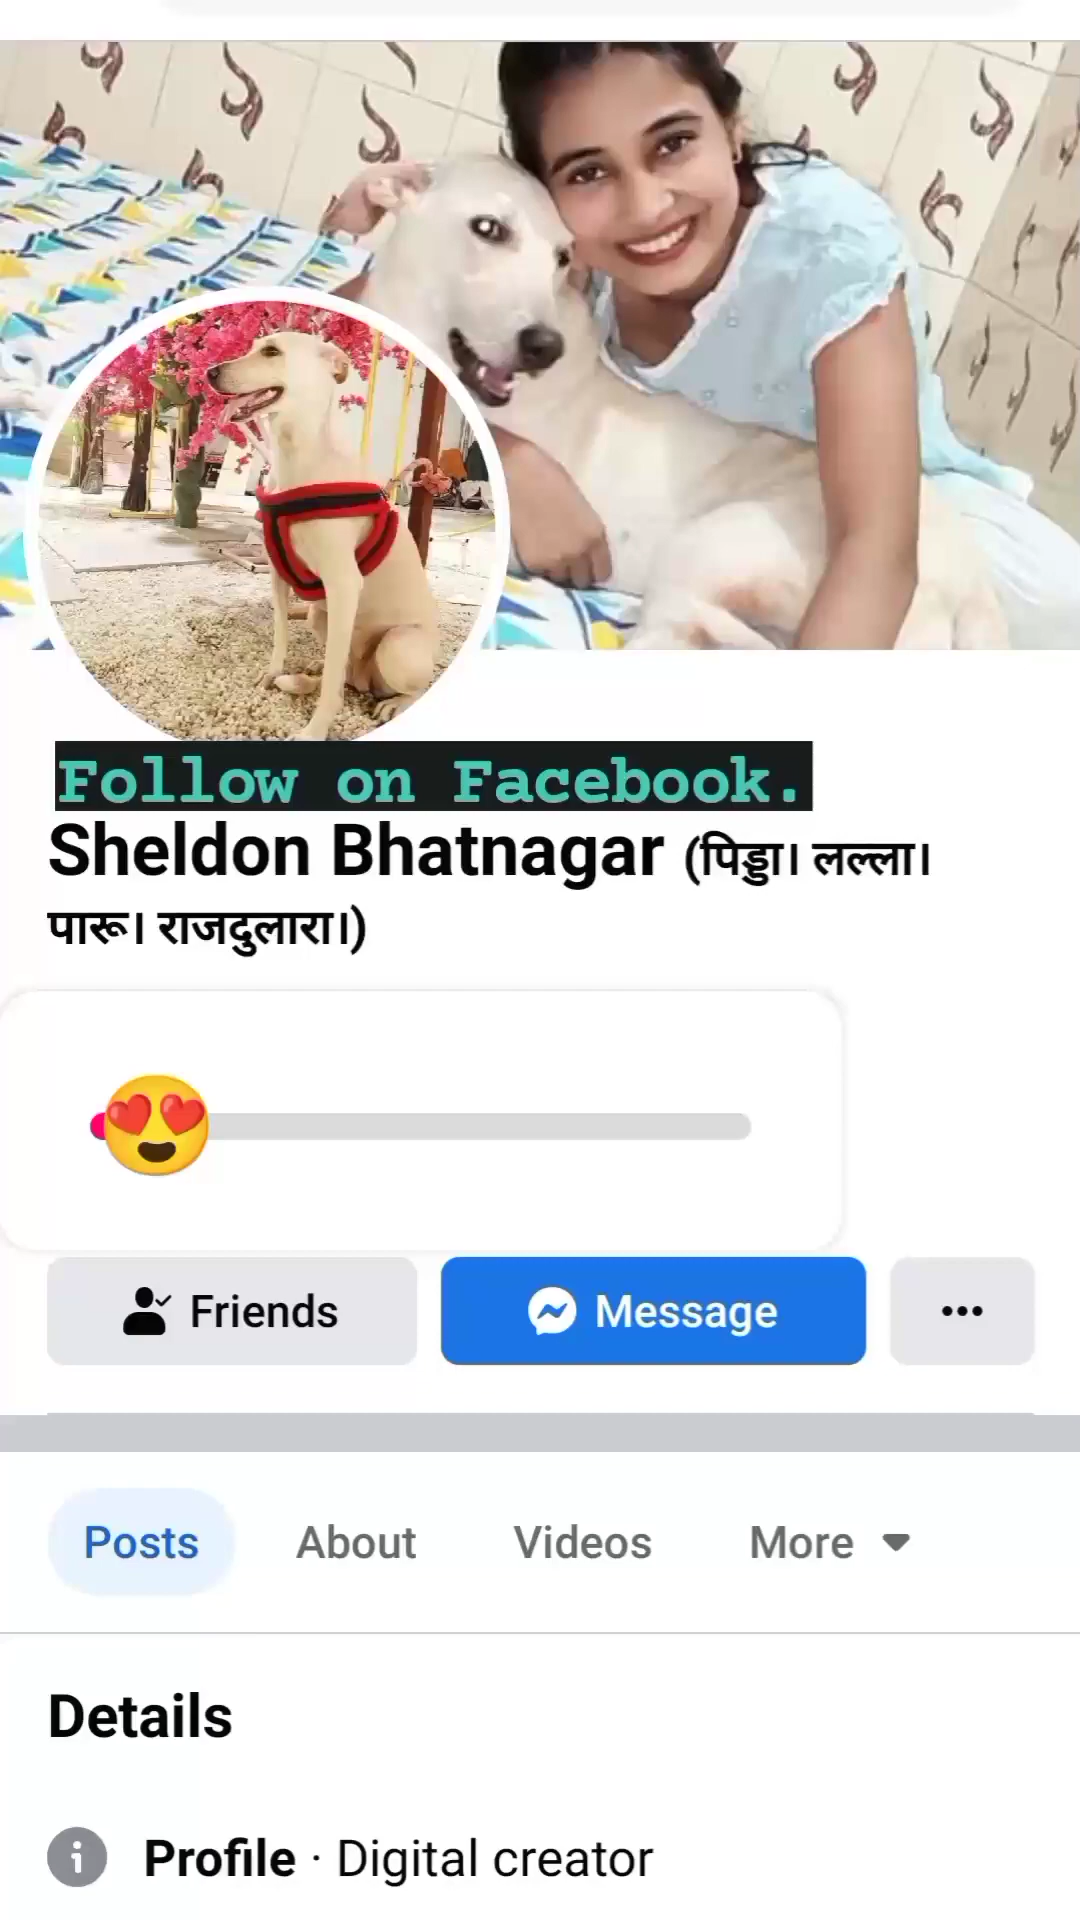 Follow on Facebook.
Sheldon Bhatnagar (पिड्डा। लल्ला।
पारू। राजदुलारा।)
Friends
Message
Posts
About
Videos
More
Details
Profile · Digital creator